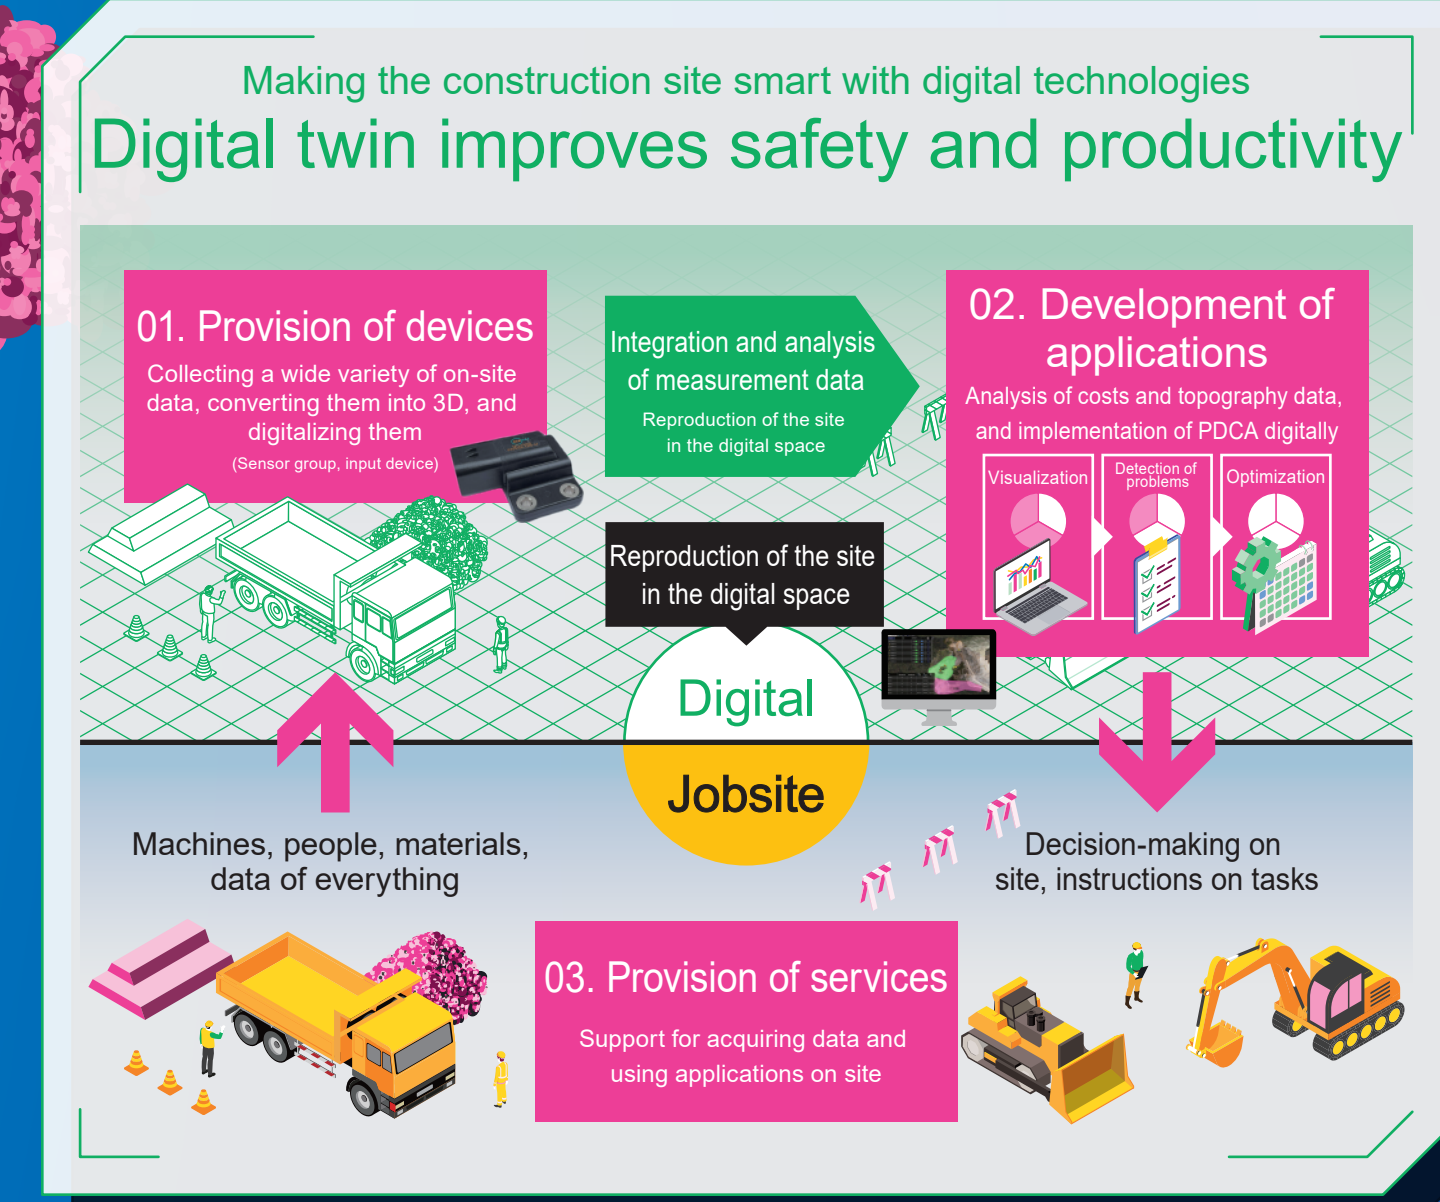 Making the construction site smart with digital technologies
Digital twin improves safety and productivity
01. Provision of devices
Collecting a wide variety of on-site
data, converting them into 3D, and
digitalizing them
(Sensor group, input device)
Integration and analysis
of measurement data
Reproduction of the site
in the digital space
02. Development of
applications
Analysis of costs and topography data,
and implementation of PDCA digitally
Visualization
Detection of
problems
Optimization
Reproduction of the site
in the digital space
Digital
Jobsite
Machines, people, materials,
data of everything
Decision-making on
site, instructions on tasks
03. Provision of services
Support for acquiring data and
using applications on site